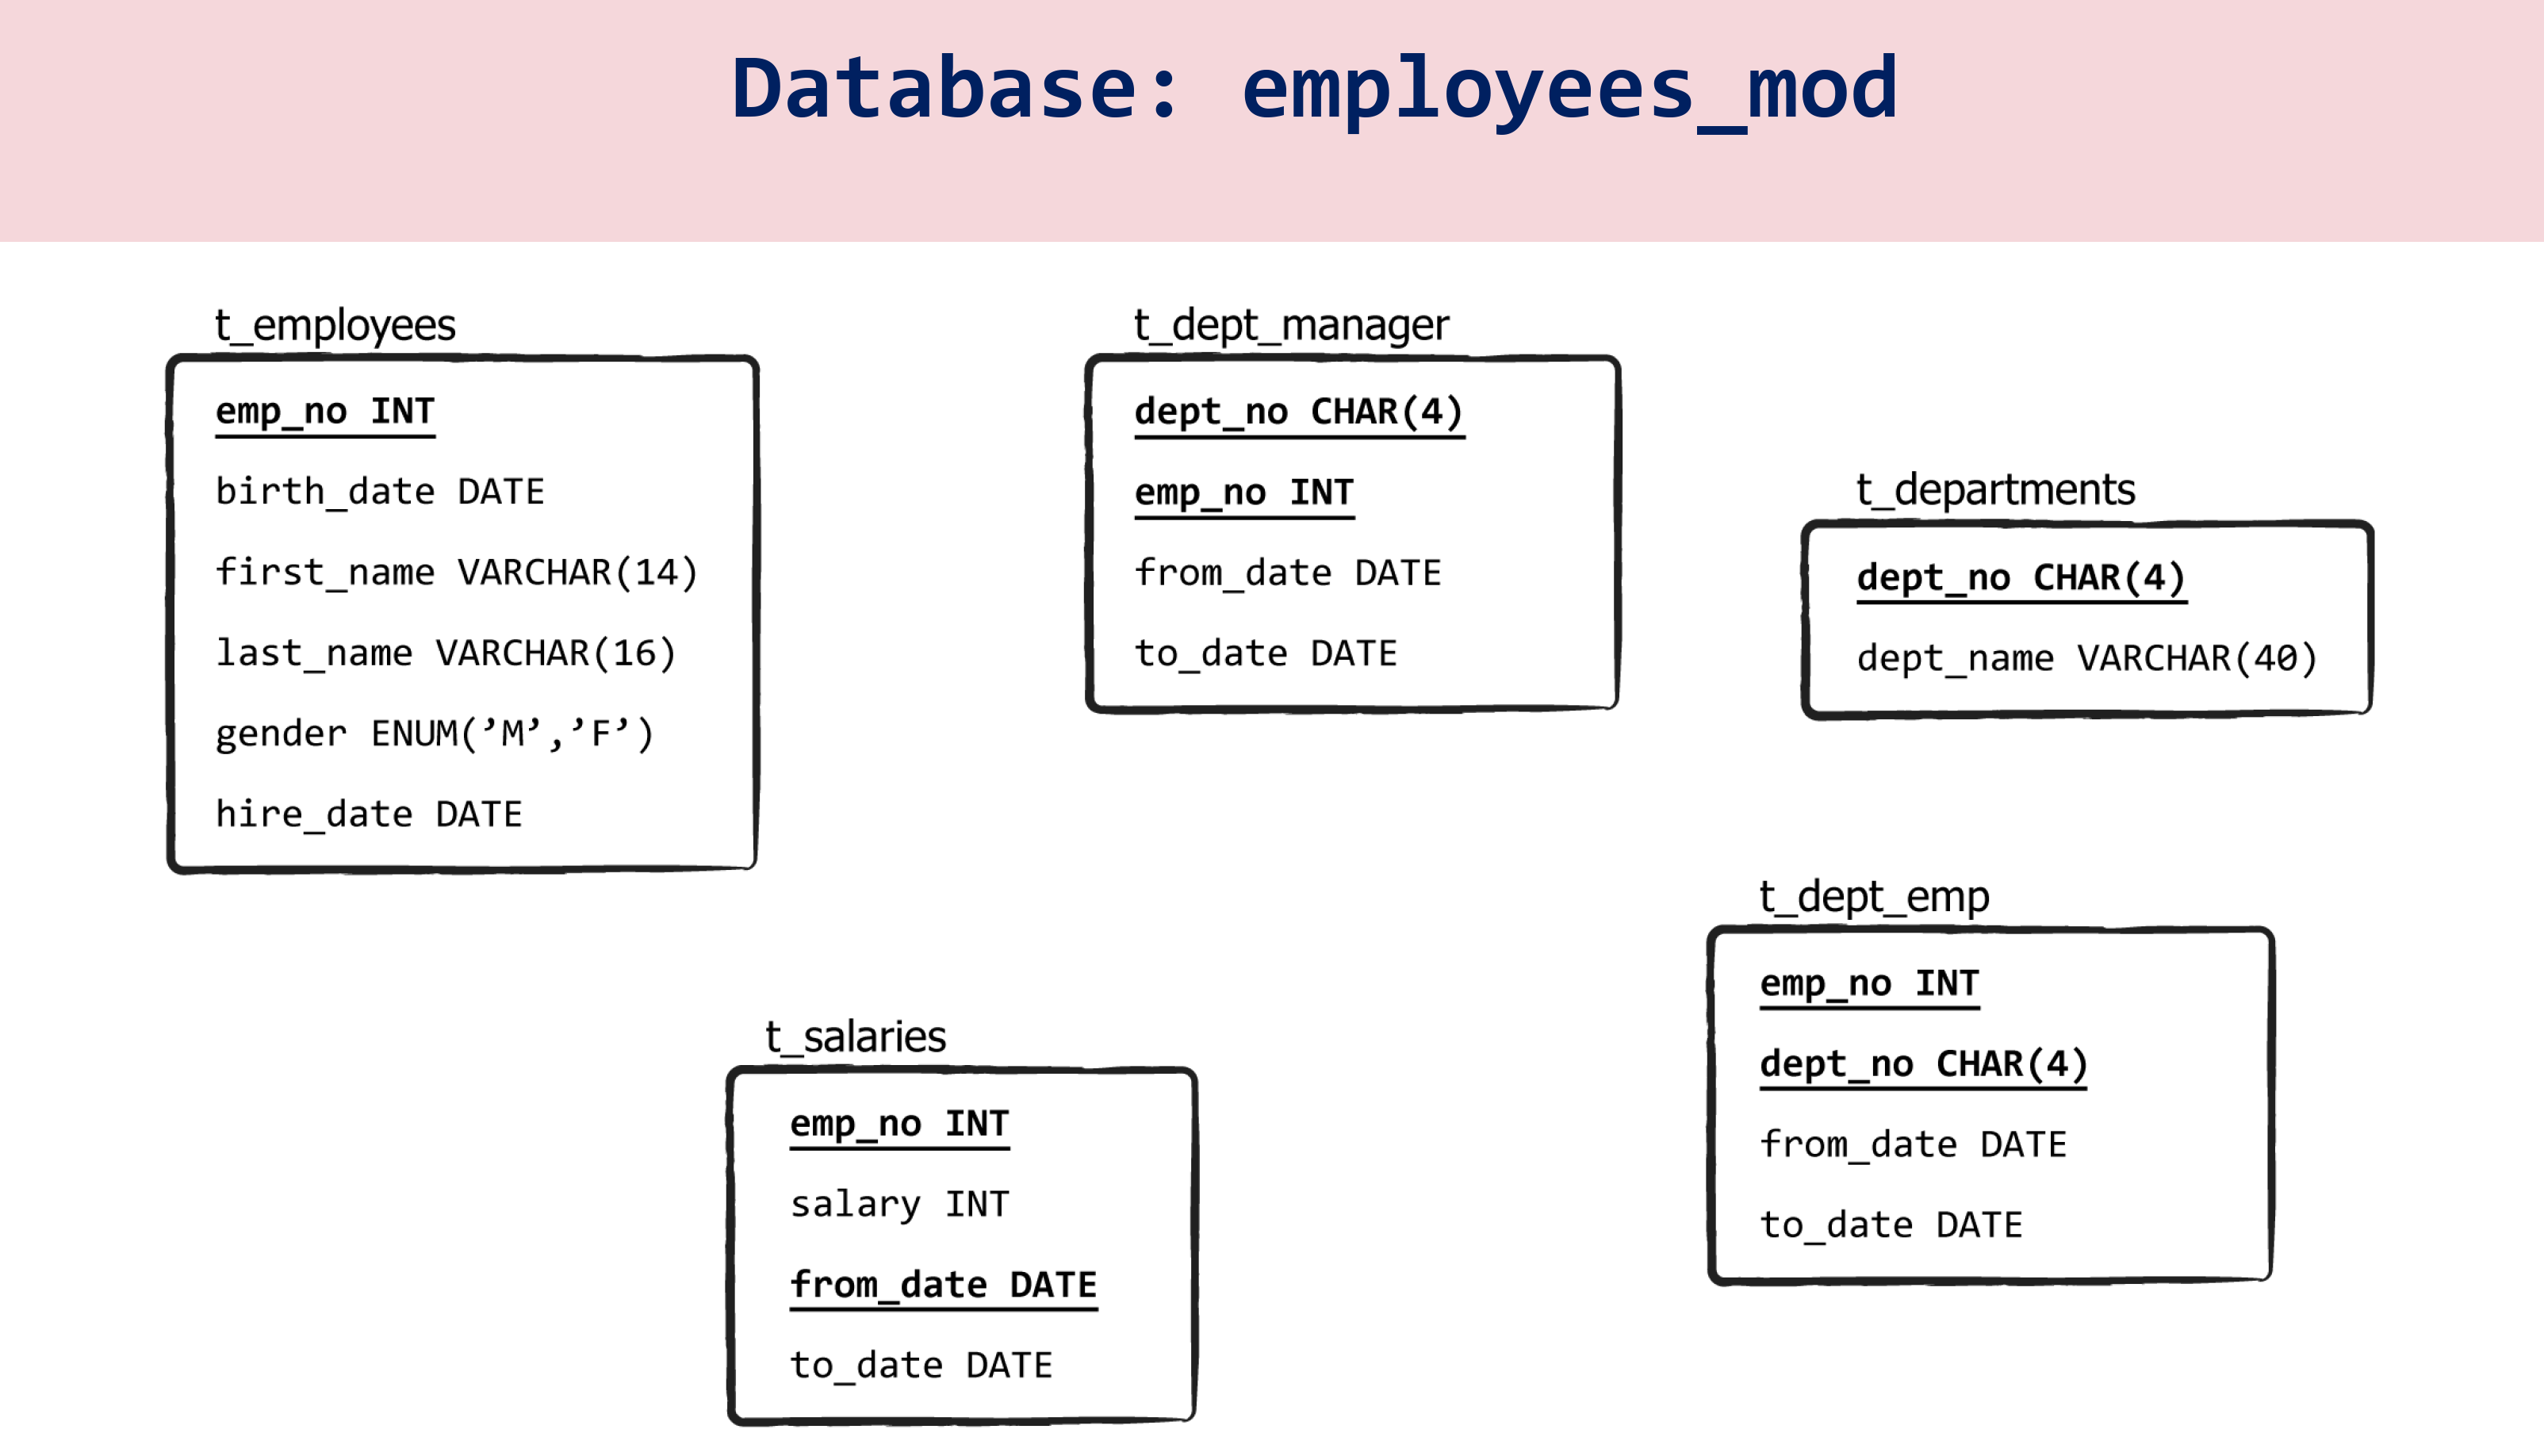 Database: employees_mod
t_employees
emp_no INT
birth_date DATE
first_name VARCHAR(14)
last_name VARCHAR(16)
gender ENUM(’M’,’F’)
hire_date DATE
t_dept_manager
dept_no CHAR(4)
emp_no INT
from_date DATE
to_date DATE
t_departments
dept_no CHAR(4)
dept_name VARCHAR(40)
t_salaries
emp_no INT
salary INT
from_date DATE
to_date DATE
t_dept_emp
emp_no INT
dept_no CHAR(4)
from_date DATE
to_date DATE